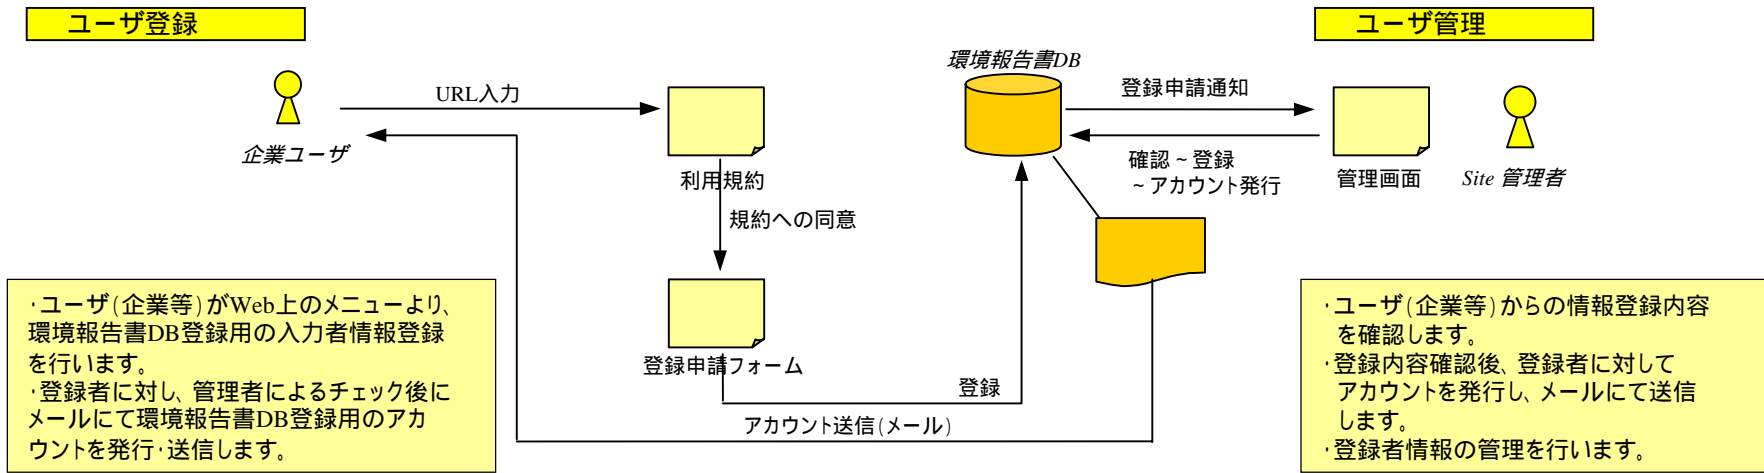 ユーザ登録
ユーザ管理
環境報告書DB
URL入力
登録申請通知
企業ユーザ
確認~登録
~アカウント発行
利用規約
管理画面
Site 管理者
規約への同意
・ユーザ(企業等)がWeb上のメニューより、
環境報告書DB登録用の入力者情報登録
を行います。
・登録者に対し、管理者によるチェック後に
メールにて環境報告書DB登録用のアカ
ウントを発行・送信します。
登録申請フォーム
登録
アカウント送信(メール)
・ユーザ(企業等)からの情報登録内容
を確認します。
・登録内容確認後、登録者に対して
アカウントを発行し、メールにて送信
します。
・登録者情報の管理を行います。